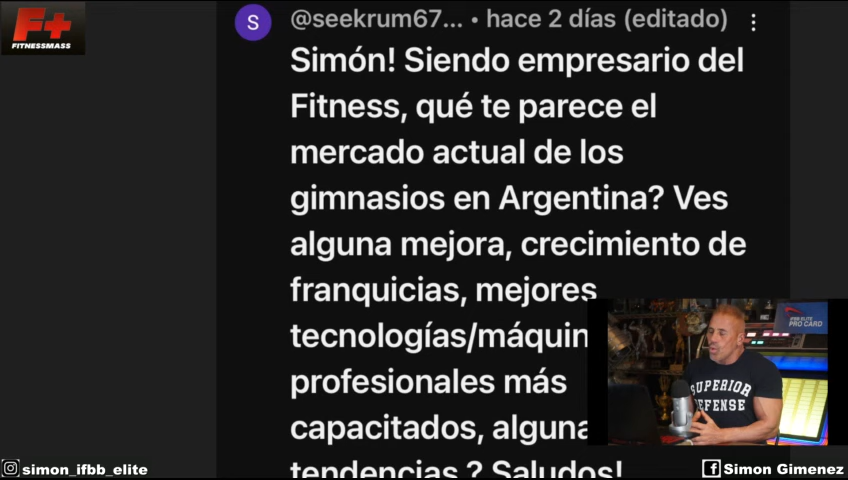 F+
FITNESSMASS
S
@seekrum67... • hace 2 días (editado)
Simón! Siendo empresario del
Fitness, qué te parece el
mercado actual de los
gimnasios en Argentina? Ves
alguna mejora, crecimiento de
franquicias, mejores
tecnologías/máquin
profesionales más
capacitados, alguna
tendencias ? Saludos!
IFBB ELITE
PRO CARD
SUPERIOR
DEFENSE
simon_ifbb_elite
Simon Gimenez